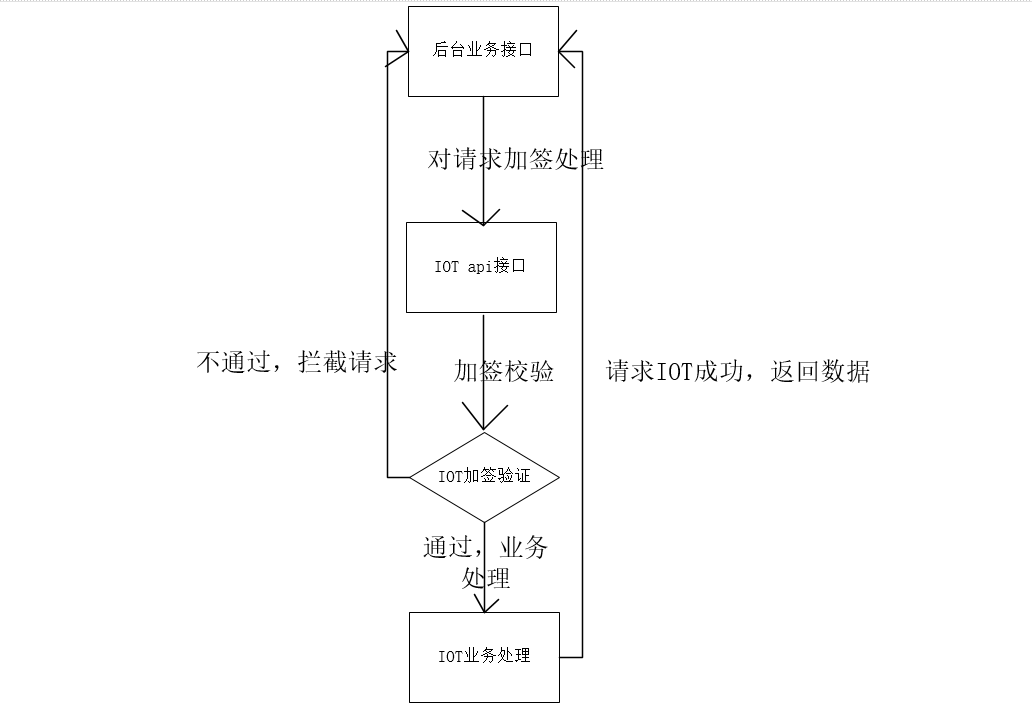 后台业务接口
对请求加签处理
IOT api接口
不通过，拦截请求
加签校验
请求IOT成功，返回数据
IOT加签验证
通过，业务
处理
IOT业务处理